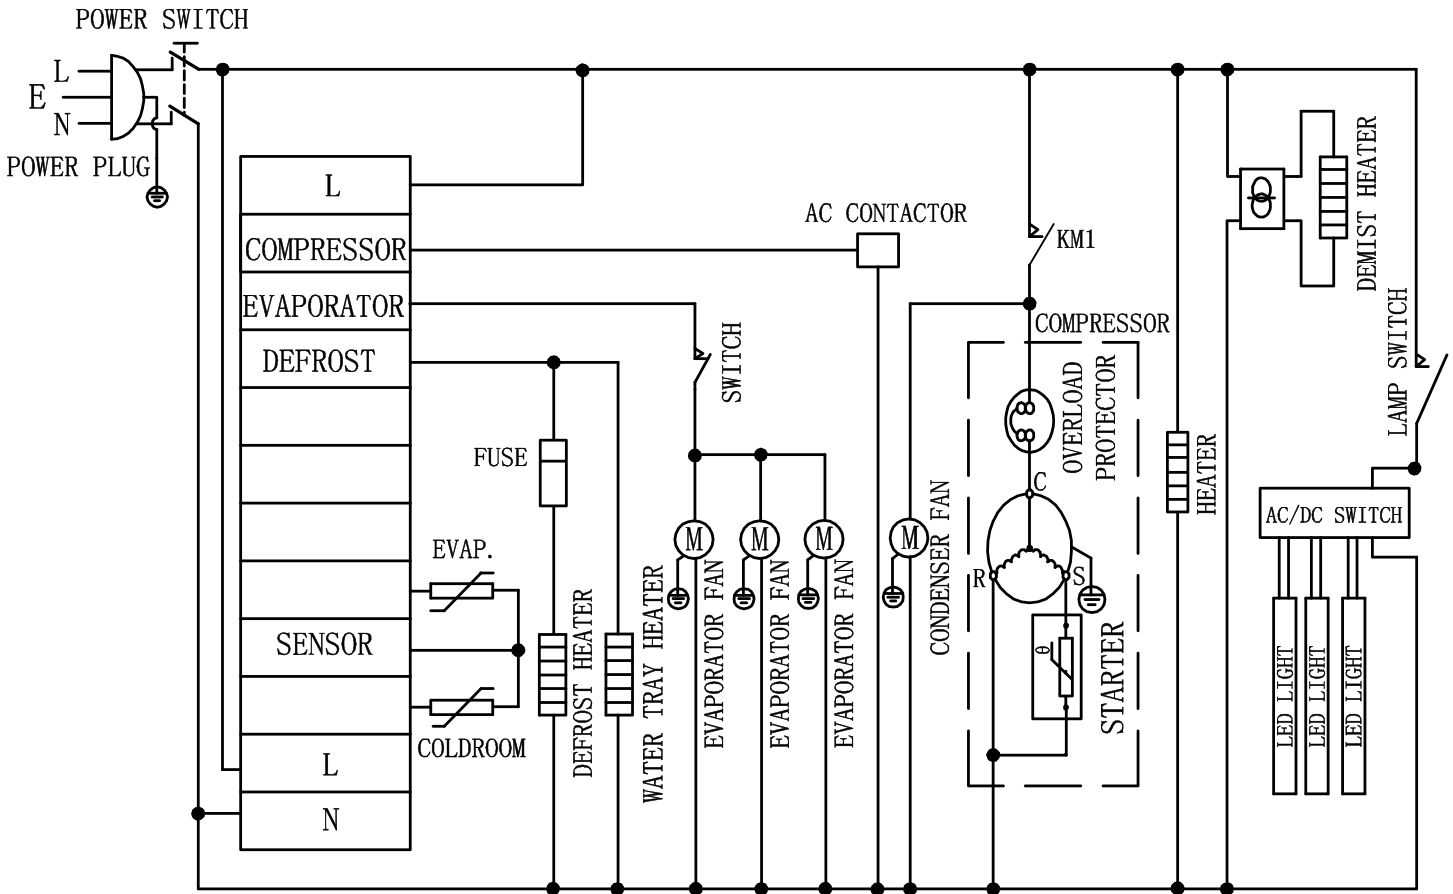 POWER SWITCH
L
E
N
POWER PLUG
L
COMPRESSOR
EVAPORATOR
DEFROST
SENSOR
L
N
EVAP.
COLDROOM
FUSE
DEFROST HEATER
WATER TRAY HEATER
SWITCH
M
M
M
EVAPORATOR FAN
EVAPORATOR FAN
EVAPORATOR FAN
AC CONTACTOR
M
CONDENSER FAN
KM1
COMPRESSOR
OVERLOAD
PROTECTOR
C
R
S
θ
STARTER
HEATER
DEMIST HEATER
LAMP SWITCH
AC/DC SWITCH
LED LIGHT
LED LIGHT
LED LIGHT